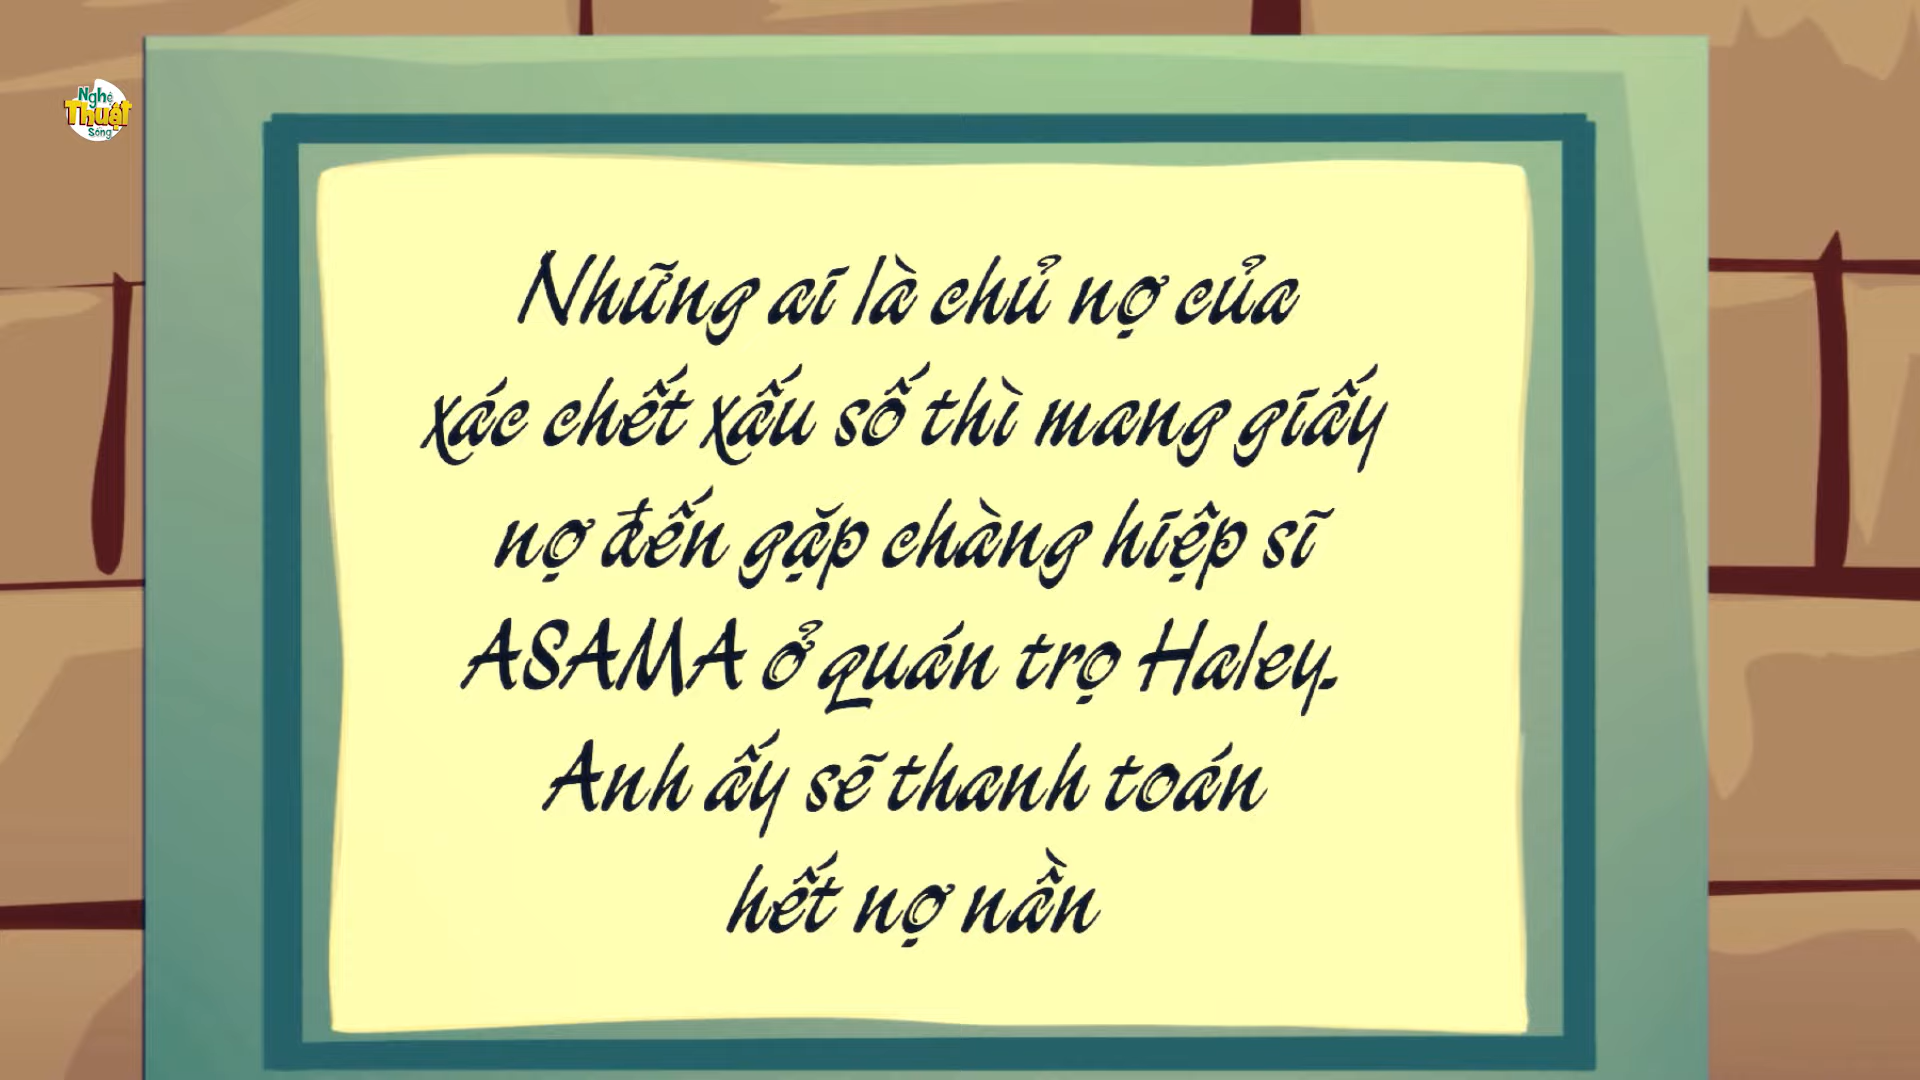 Nghệ
Thuật
Sống
Những ai là chủ nợ của
xác chết xấu số thì mang giấy
nợ đến gặp chàng hiệp sĩ
ASAMA ở quán trọ Haley.
Anh ấy sẽ thanh toán
hết nợ nần